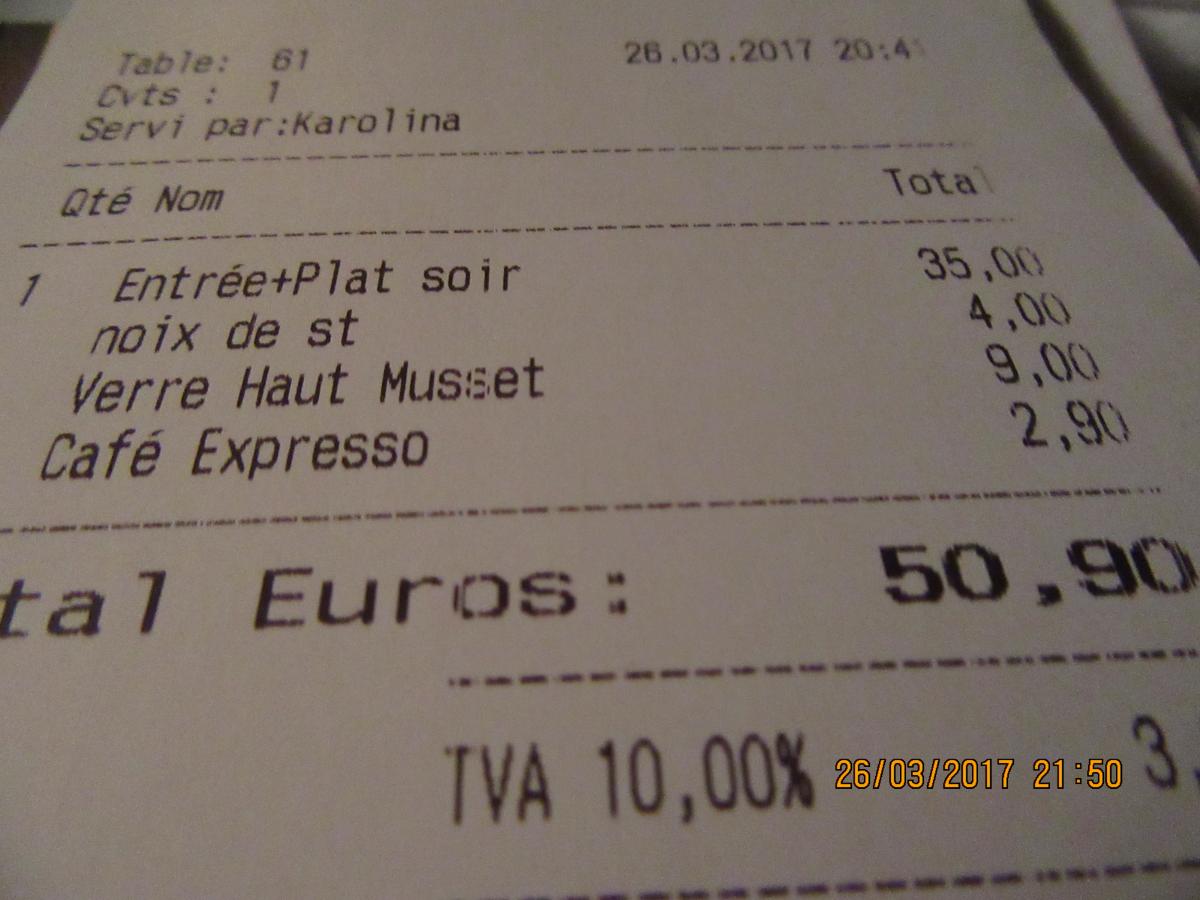 Table: 61 26.03.2017 20:4
Cvts : 1
Servi par:Karolina
Qté Nom Total
1 Entrée+Plat soir 35,00
noix de st 4,00
Verre Haut Musset 9,00
Café Expresso 2,90
tal Euros: 50,90
TVA 10,00% 3,
26/03/2017 21:50